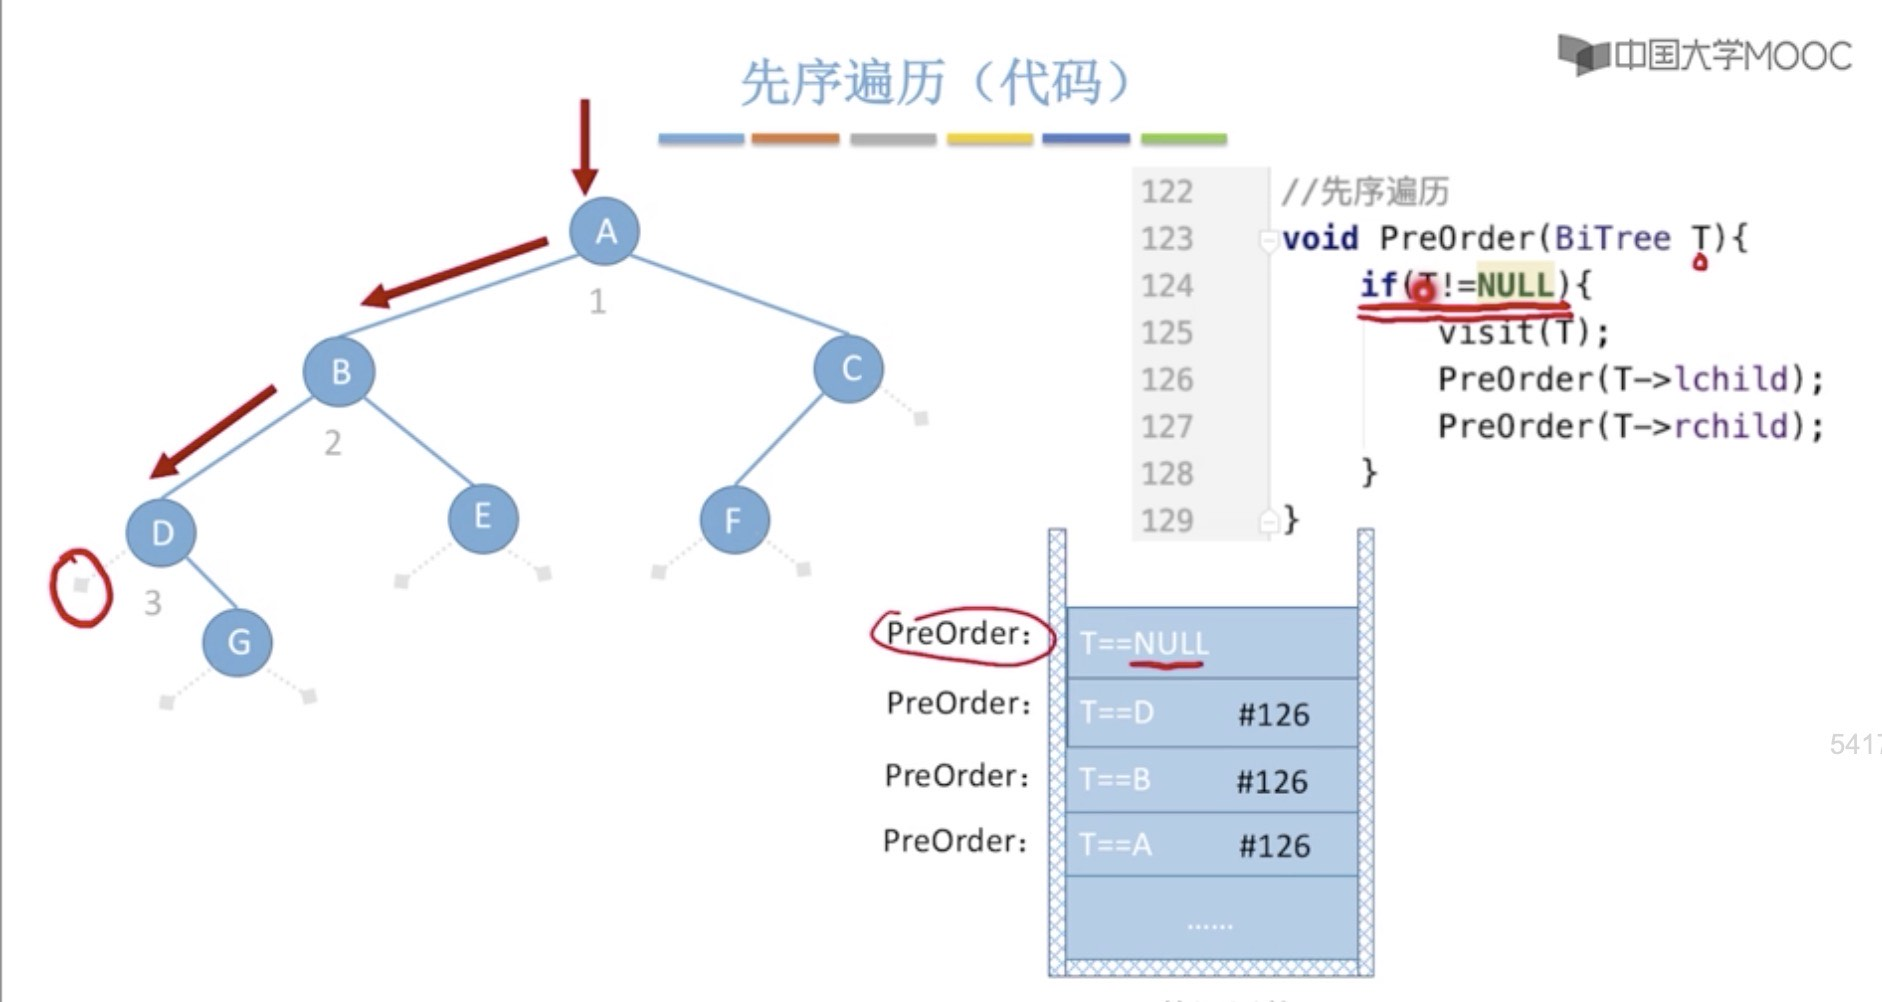 中国大学MOOC
先序遍历（代码）
A
1
B
C
2
D
E
F
3
G
122 //先序遍历
123 void PreOrder(BiTree T){
124 if(T!=NULL){
125 visit(T);
126 PreOrder(T->lchild);
127 PreOrder(T->rchild);
128 }
129 }
PreOrder: T==NULL
PreOrder: T==D #126
PreOrder: T==B #126
PreOrder: T==A #126
……
5417